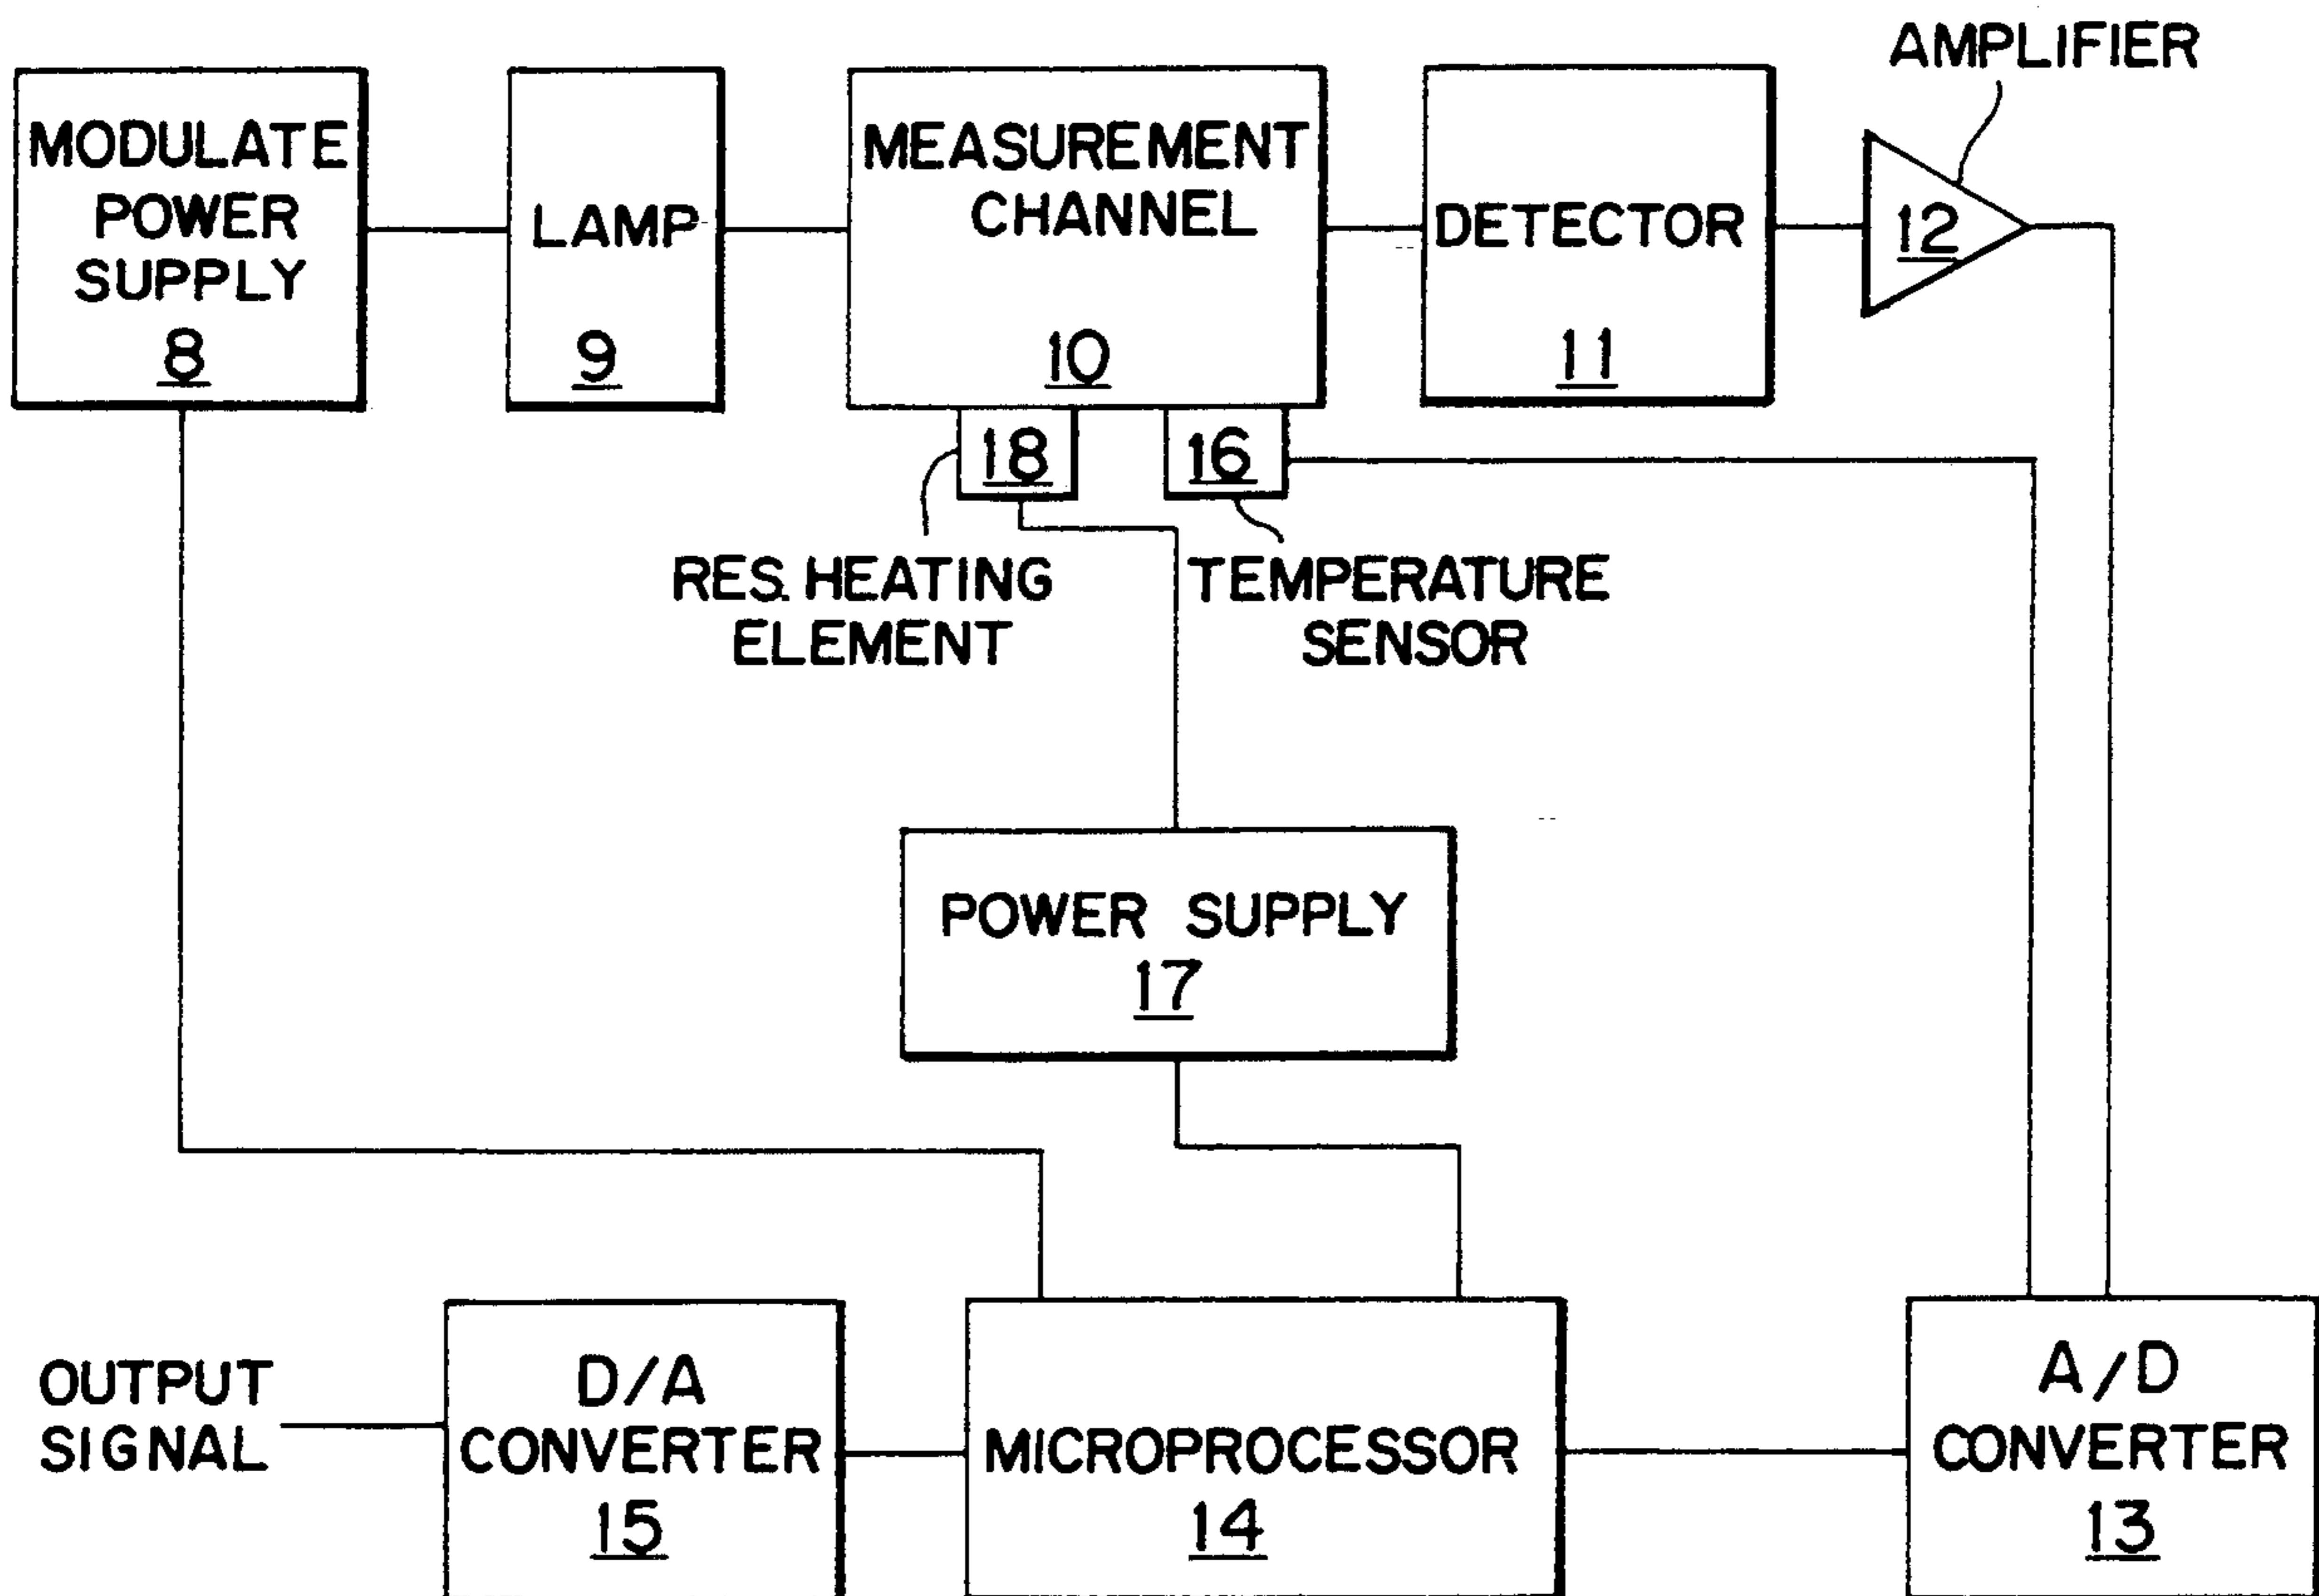 AMPLIFIER
MODULATE
POWER
SUPPLY
8
LAMP
9
MEASUREMENT
CHANNEL
10
DETECTOR
11
12
18
16
RES. HEATING
ELEMENT
TEMPERATURE
SENSOR
POWER SUPPLY
17
OUTPUT
SIGNAL
D/A
CONVERTER
15
MICROPROCESSOR
14
A/D
CONVERTER
13